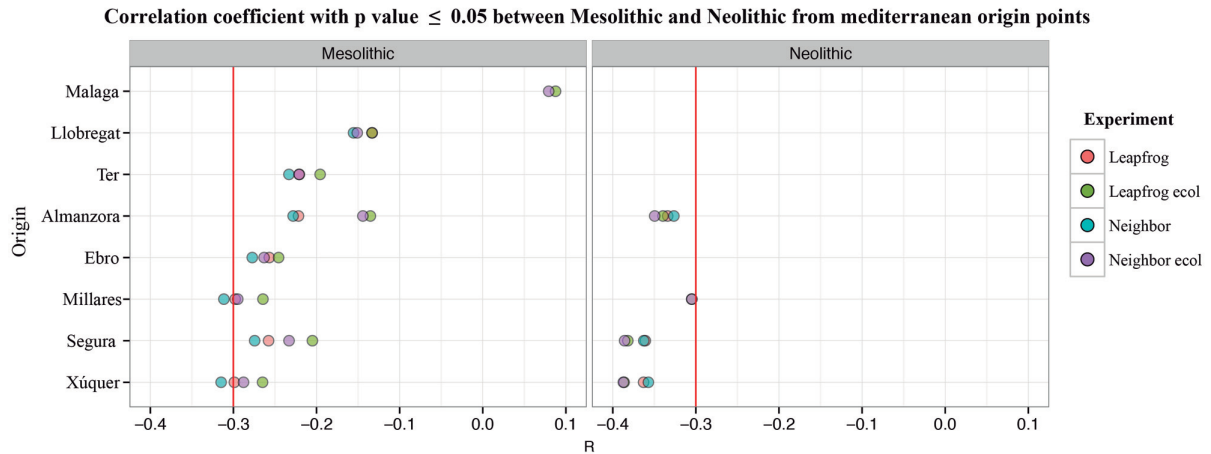 Correlation coefficient with p value ≤ 0.05 between Mesolithic and Neolithic from mediterranean origin points
Mesolithic
Neolithic
Origin
Malaga
Llobregat
Ter
Almanzora
Ebro
Millares
Segura
Xúquer
−0.4 −0.3 −0.2 −0.1 0.0 0.1
−0.4 −0.3 −0.2 −0.1 0.0 0.1
R
Experiment
Leapfrog
Leapfrog ecol
Neighbor
Neighbor ecol